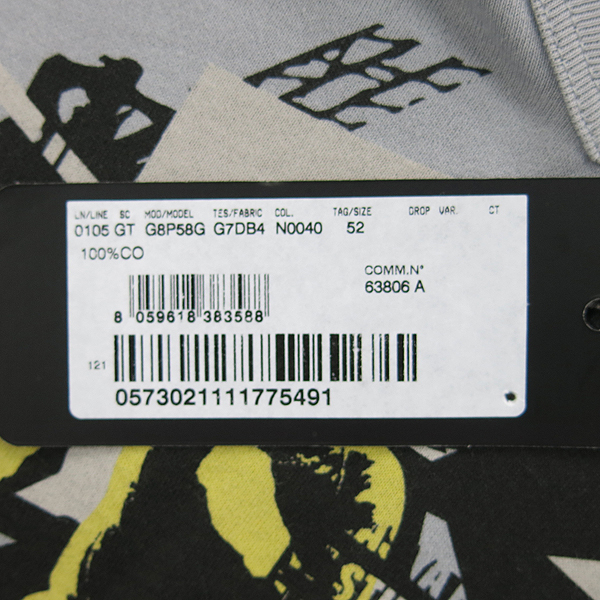 LN/LINE SC MOD/MODEL TES/FABRIC COL. TAG/SIZE DROP VAR. CT
0105 GT G8P58G G7DB4 N0040 52
100%CO
COMM.N°
63806 A
8 059618 383588
121
0573021111775491